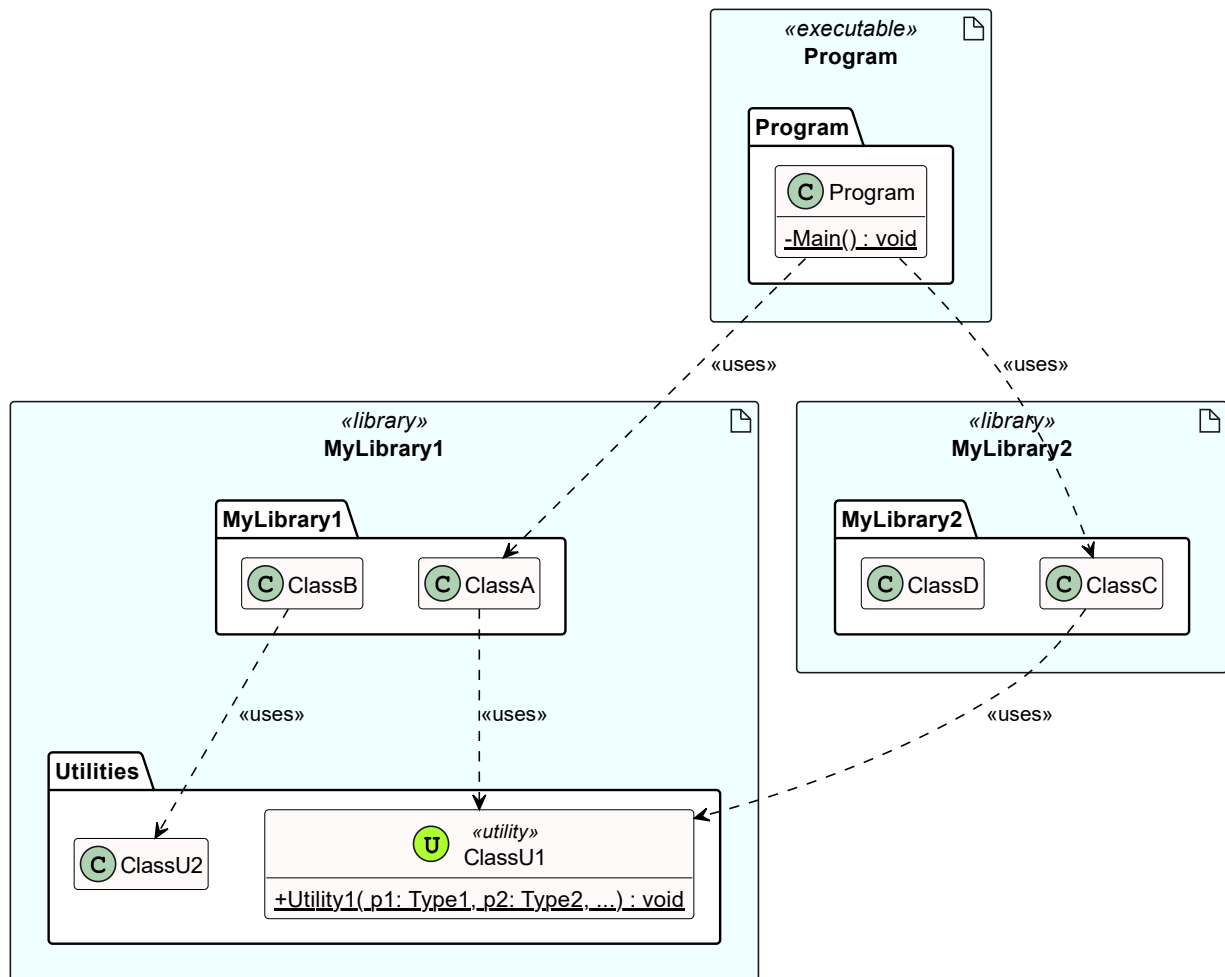 «executable»
Program
Program
C Program
-Main() : void
«uses»
«uses»
«library»
MyLibrary1
MyLibrary1
C ClassB
C ClassA
«library»
MyLibrary2
MyLibrary2
C ClassD
C ClassC
«uses»
«uses»
«uses»
Utilities
C ClassU2
U «utility»
ClassU1
+Utility1( p1: Type1, p2: Type2, ...) : void